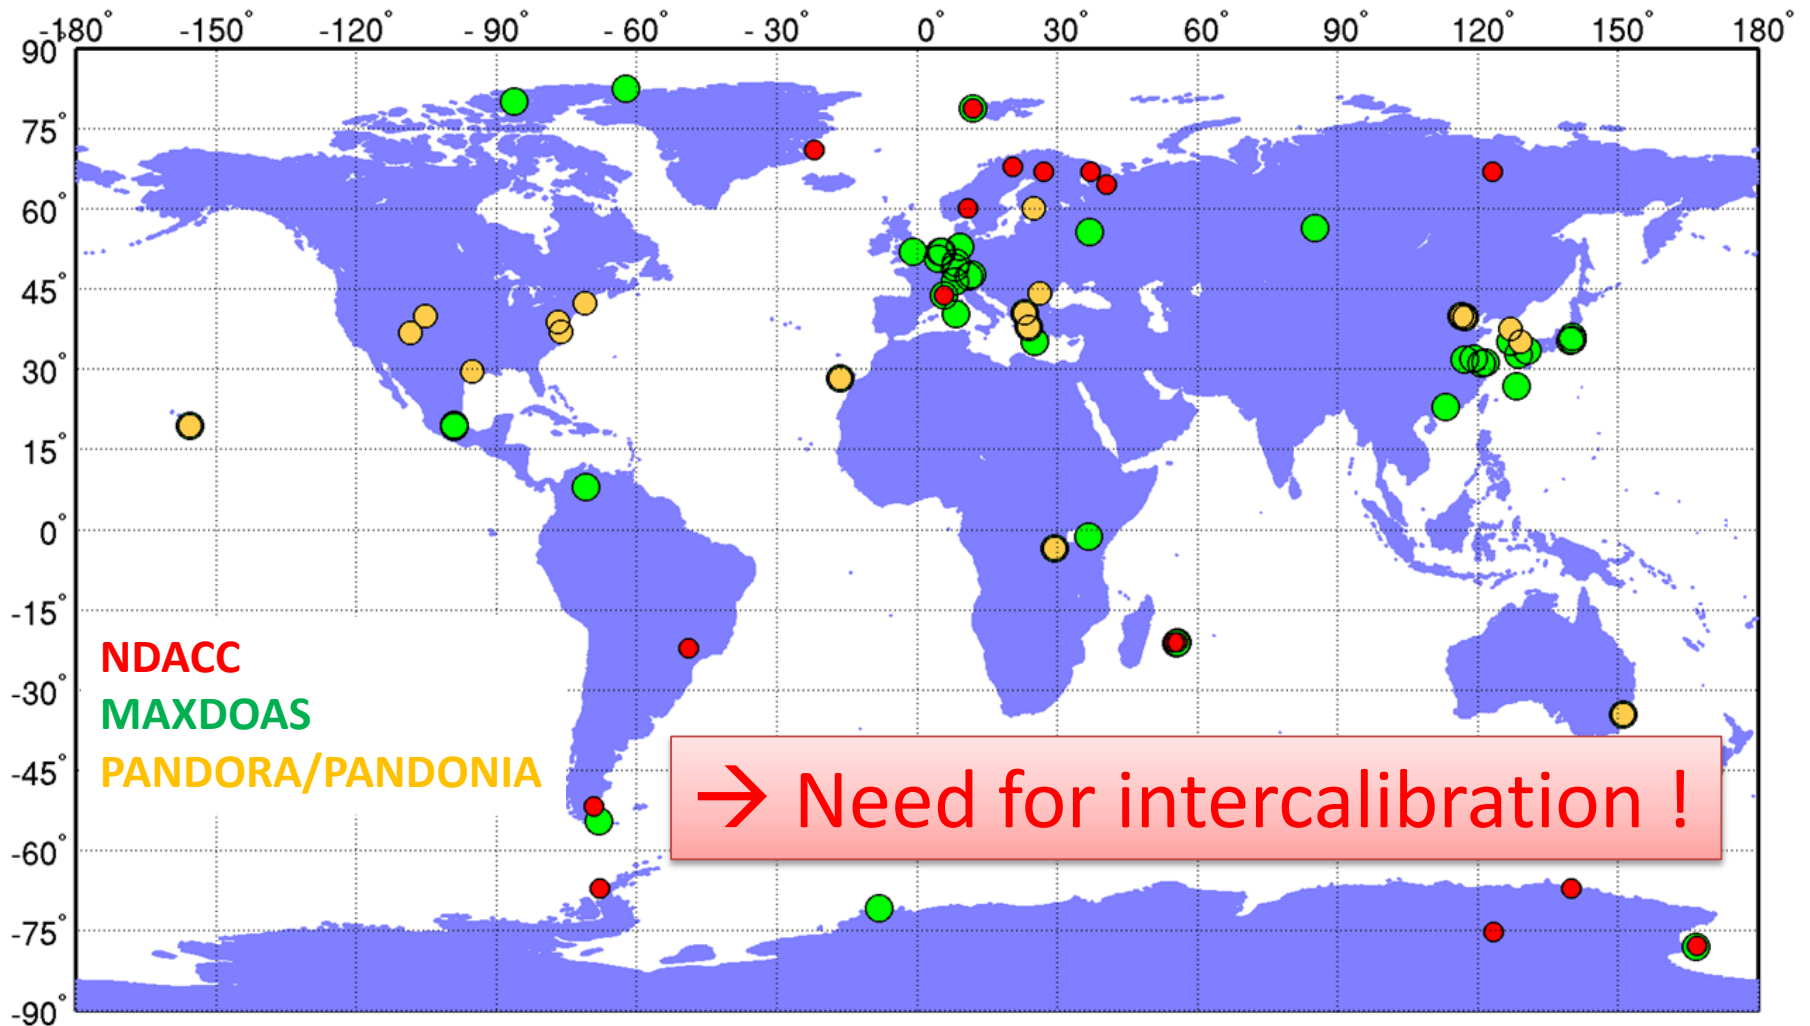 -180° -150° -120° -90° -60° -30° 0° 30° 60° 90° 120° 150° 180°
90°
75°
60°
45°
30°
15°
0°
-15°
-30°
-45°
-60°
-75°
-90°
NDACC
MAXDOAS
PANDORA/PANDONIA
→ Need for intercalibration !